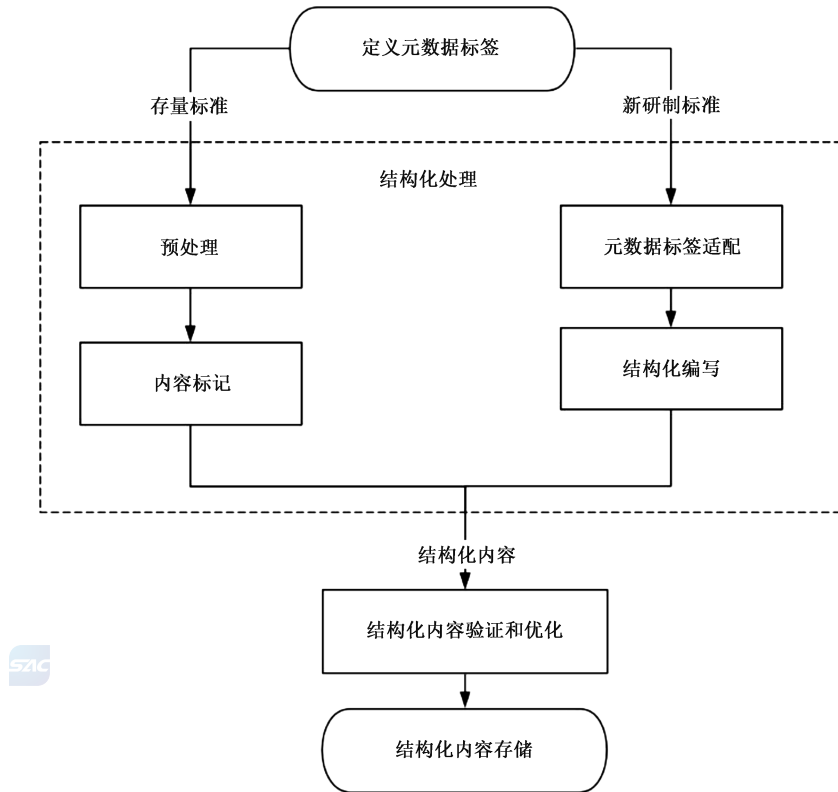 定义元数据标签
存量标准
新研制标准
结构化处理
预处理
元数据标签适配
内容标记
结构化编写
结构化内容
结构化内容验证和优化
SAC
结构化内容存储